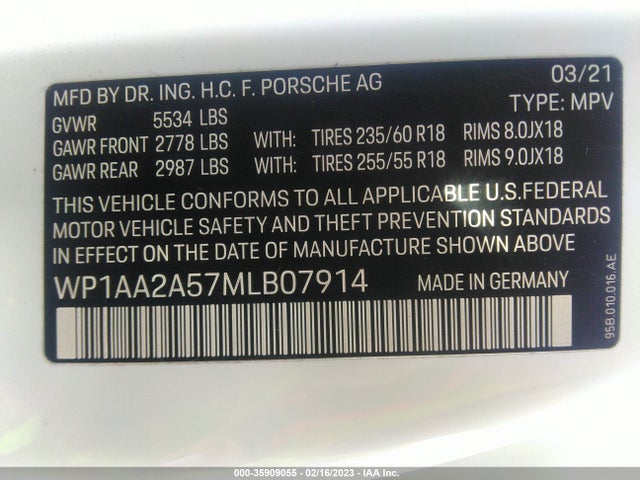 MFD BY DR. ING. H.C. F. PORSCHE AG 03/21
GVWR 5534 LBS TYPE: MPV
GAWR FRONT 2778 LBS WITH: TIRES 235/60 R18 RIMS 8.0JX18
GAWR REAR 2987 LBS WITH: TIRES 255/55 R18 RIMS 9.0JX18
THIS VEHICLE CONFORMS TO ALL APPLICABLE U.S.FEDERAL
MOTOR VEHICLE SAFETY AND THEFT PREVENTION STANDARDS
IN EFFECT ON THE DATE OF MANUFACTURE SHOWN ABOVE
WP1AA2A57MLB07914 MADE IN GERMANY
95B.010.016.AE
000-35909055 - 02/16/2023 - IAA Inc.